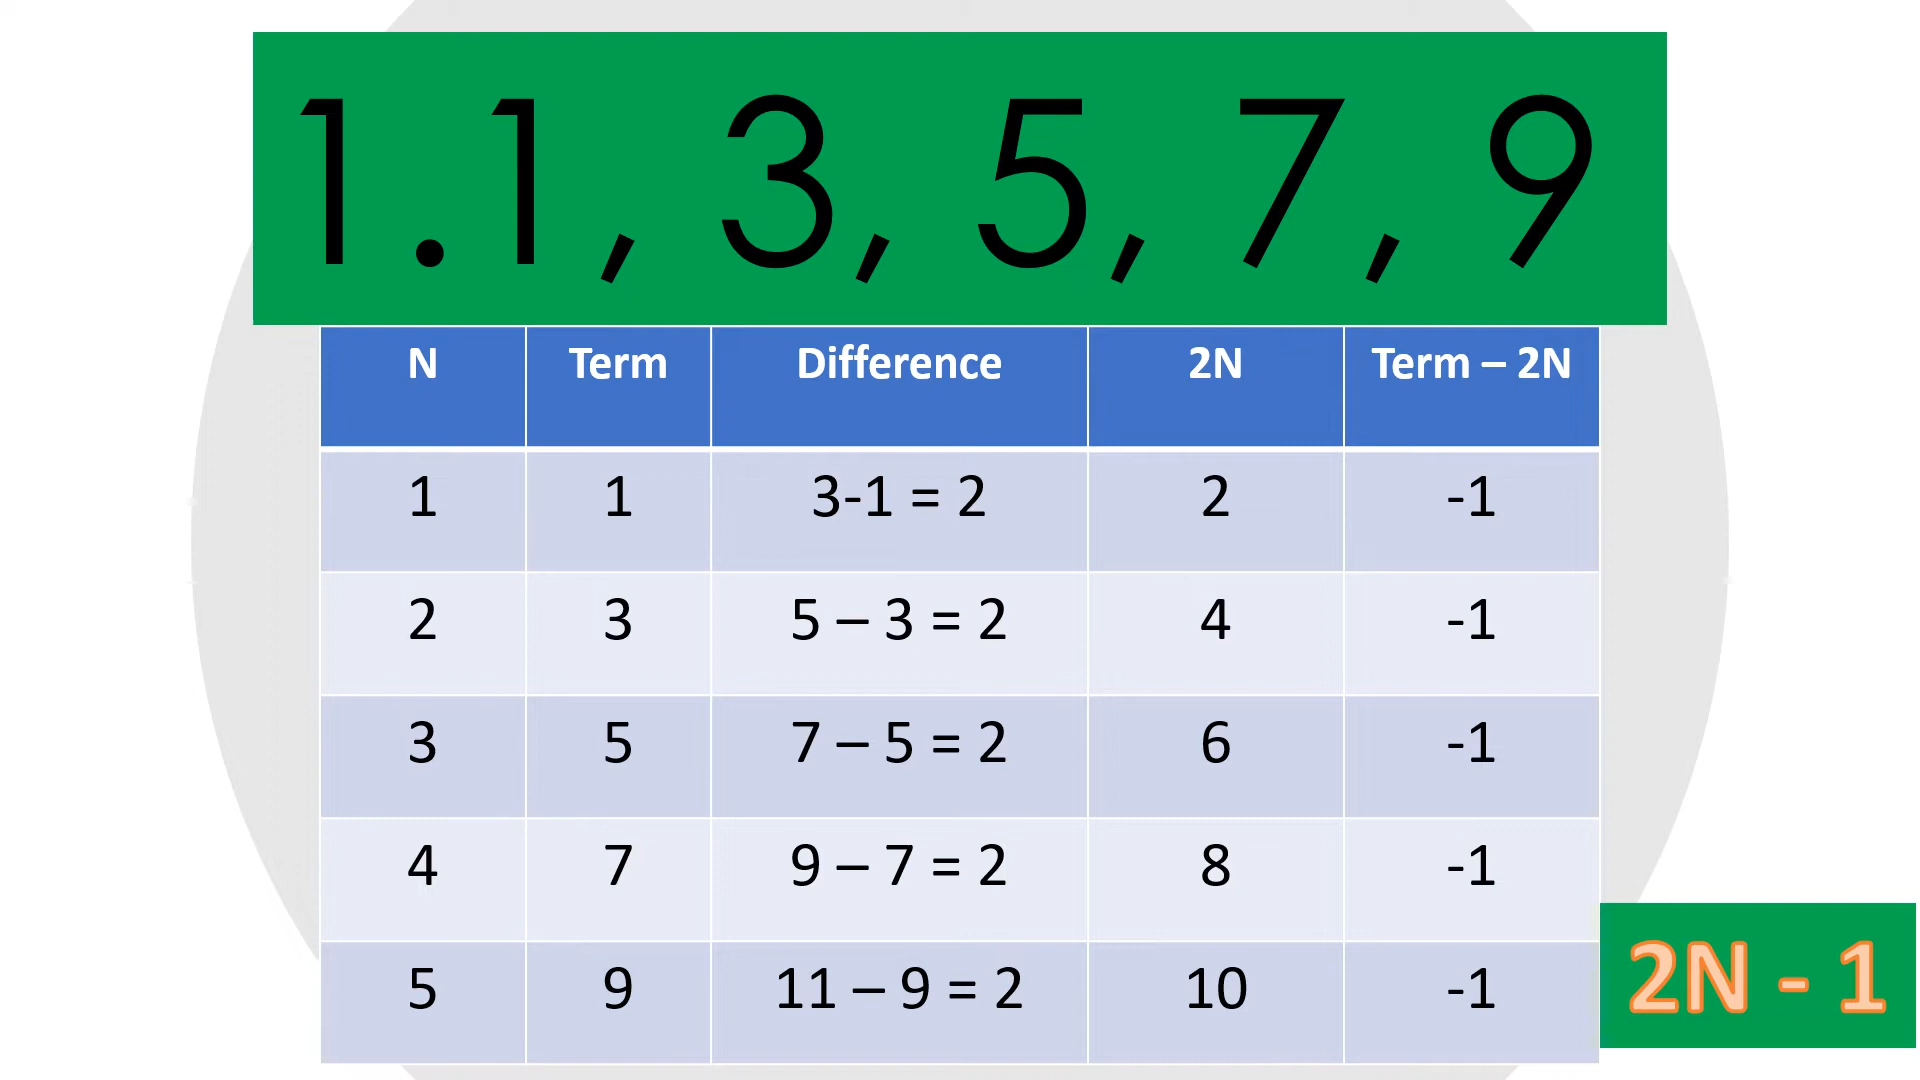 1.1, 3, 5, 7, 9
N Term Difference 2N Term – 2N
1 1 3-1 = 2 2 -1
2 3 5 – 3 = 2 4 -1
3 5 7 – 5 = 2 6 -1
4 7 9 – 7 = 2 8 -1
5 9 11 – 9 = 2 10 -1
2N - 1